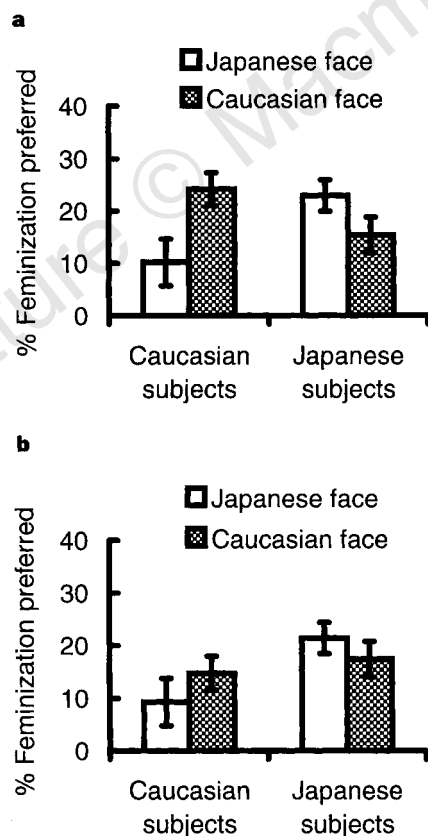 a
Japanese face
Caucasian face
% Feminization preferred
40
30
20
10
0
Caucasian subjects
Japanese subjects
b
Japanese face
Caucasian face
% Feminization preferred
40
30
20
10
0
Caucasian subjects
Japanese subjects